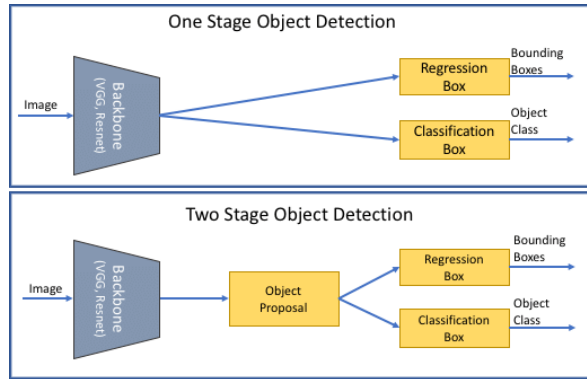 One Stage Object Detection
Image
Backbone
(VGG, Resnet)
Regression
Box
Bounding
Boxes
Classification
Box
Object
Class
Two Stage Object Detection
Image
Backbone
(VGG, Resnet)
Object
Proposal
Regression
Box
Bounding
Boxes
Classification
Box
Object
Class